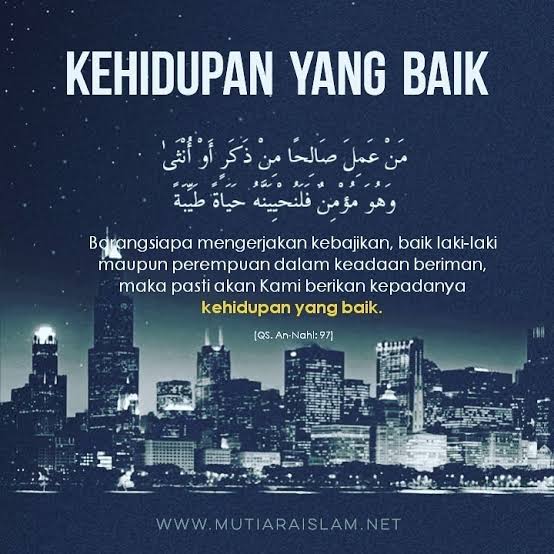 KEHIDUPAN YANG BAIK
مَنْ عَمِلَ صَالِحًا مِنْ ذَكَرٍ أَوْ أُنْثَىٰ
وَهُوَ مُؤْمِنٌ فَلَنُحْيِيَنَّهُ حَيَاةً طَيِّبَةً
Barangsiapa mengerjakan kebajikan, baik laki-laki
maupun perempuan dalam keadaan beriman,
maka pasti akan Kami berikan kepadanya
kehidupan yang baik.
[QS. An-Nahl: 97]
WWW.MUTIARAISLAM.NET